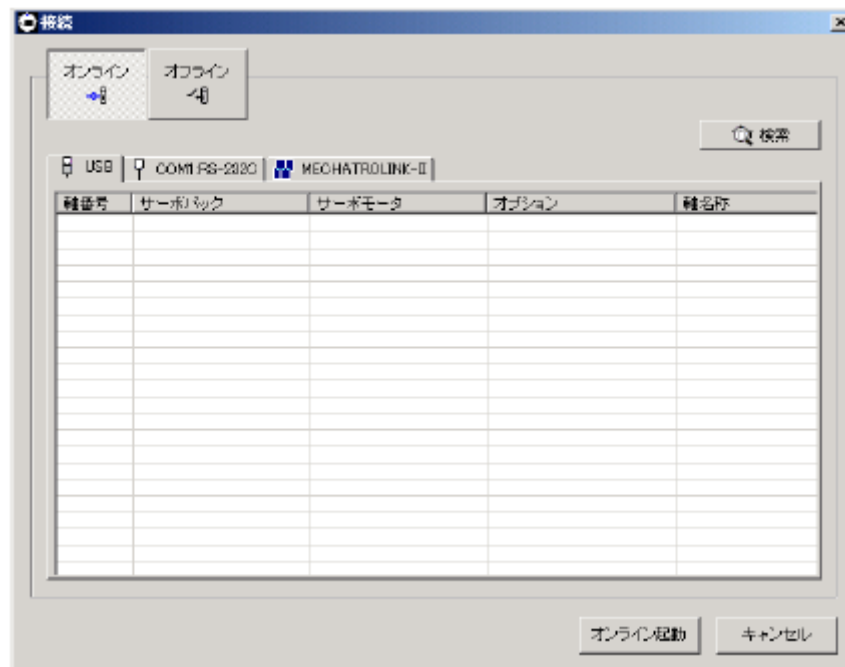 接続
オンライン オフライン
検索
USB COM1:RS-232C MECHATROLINK-II
軸番号 サーボパック サーボモータ オプション 軸名称
オンライン起動 キャンセル